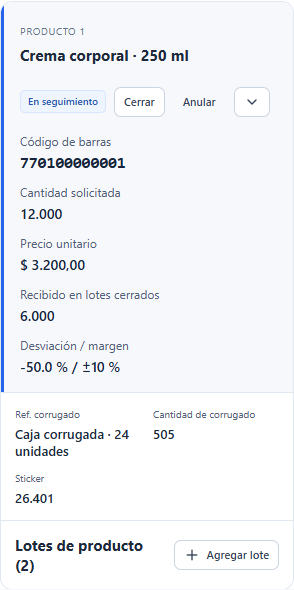 PRODUCTO 1
Crema corporal · 250 ml
En seguimiento
Cerrar
Anular
Código de barras
770100000001
Cantidad solicitada
12.000
Precio unitario
$ 3.200,00
Recibido en lotes cerrados
6.000
Desviación / margen
-50.0 % / ±10 %
Ref. corrugado
Caja corrugada · 24
unidades
Cantidad de corrugado
505
Sticker
26.401
Lotes de producto
(2)
+ Agregar lote